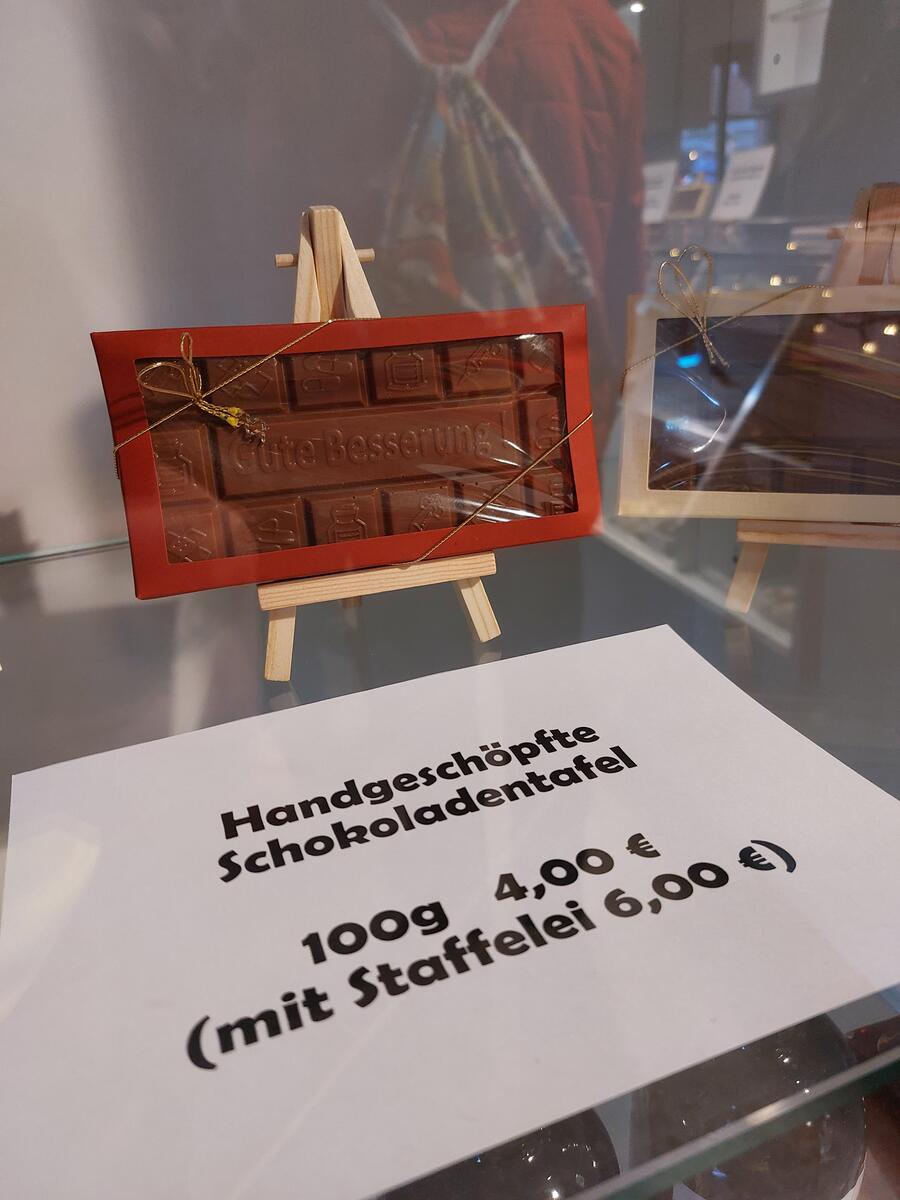 Gute Besserung
Handgeschöpfte
Schokoladentafel
100g 4,00 €
(mit Staffelei 6,00 €)